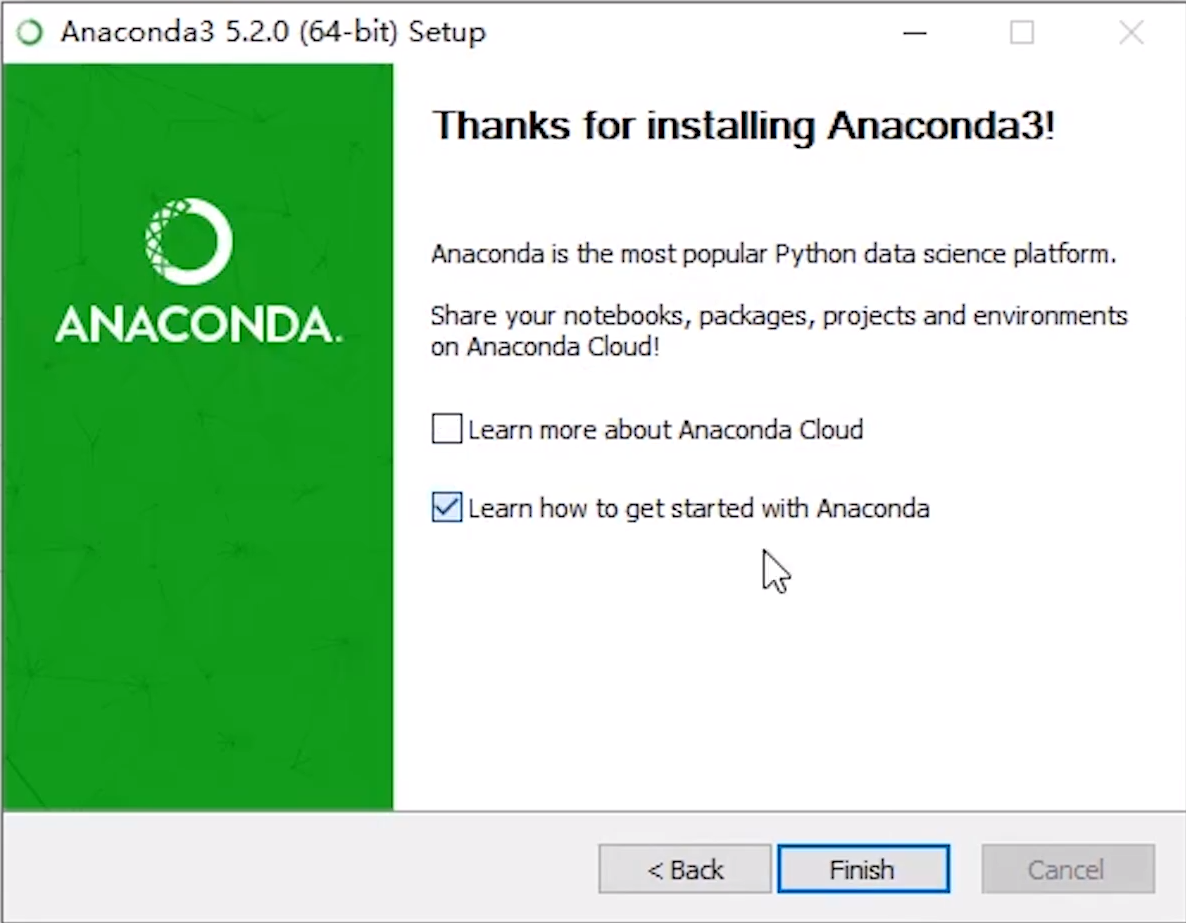 Anaconda3 5.2.0 (64-bit) Setup
ANACONDA.
Thanks for installing Anaconda3!
Anaconda is the most popular Python data science platform.
Share your notebooks, packages, projects and environments
on Anaconda Cloud!
Learn more about Anaconda Cloud
Learn how to get started with Anaconda
< Back
Finish
Cancel